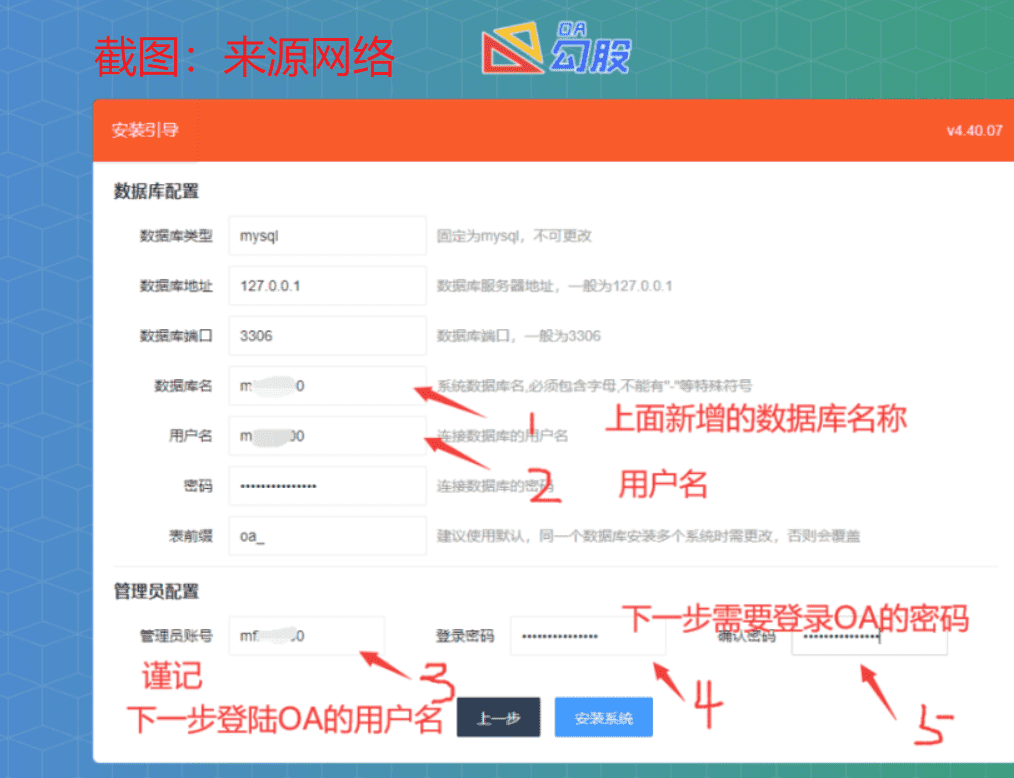 截图：来源网络
OA
勾股
安装引导
v4.40.07
数据库配置
数据库类型 mysql 固定为mysql，不可更改
数据库地址 127.0.0.1 数据库服务器地址，一般为127.0.0.1
数据库端口 3306 数据库端口，一般为3306
数据库名 m 0 系统数据库名,必须包含字母,不能有"-"等特殊符号
1 上面新增的数据库名称
用户名 m 00 连接数据库的用户名
2 用户名
密码 ••••••••••••••• 连接数据库的密码
表前缀 oa_ 建议使用默认，同一个数据库安装多个系统时需更改，否则会覆盖
管理员配置
下一步需要登录OA的密码
管理员账号 mf 0 登录密码 ••••••••••••••• 确认密码 •••••••••••••••
谨记
3 4 5
下一步登陆OA的用户名
上一步 安装系统